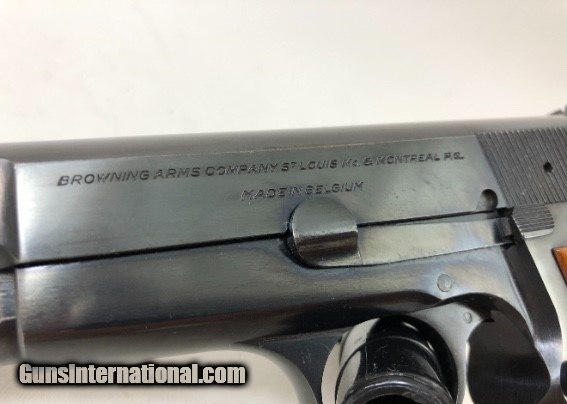 BROWNING ARMS COMPANY ST LOUIS Mo. & MONTREAL P.Q.
MADE IN BELGIUM
GunsInternational.com